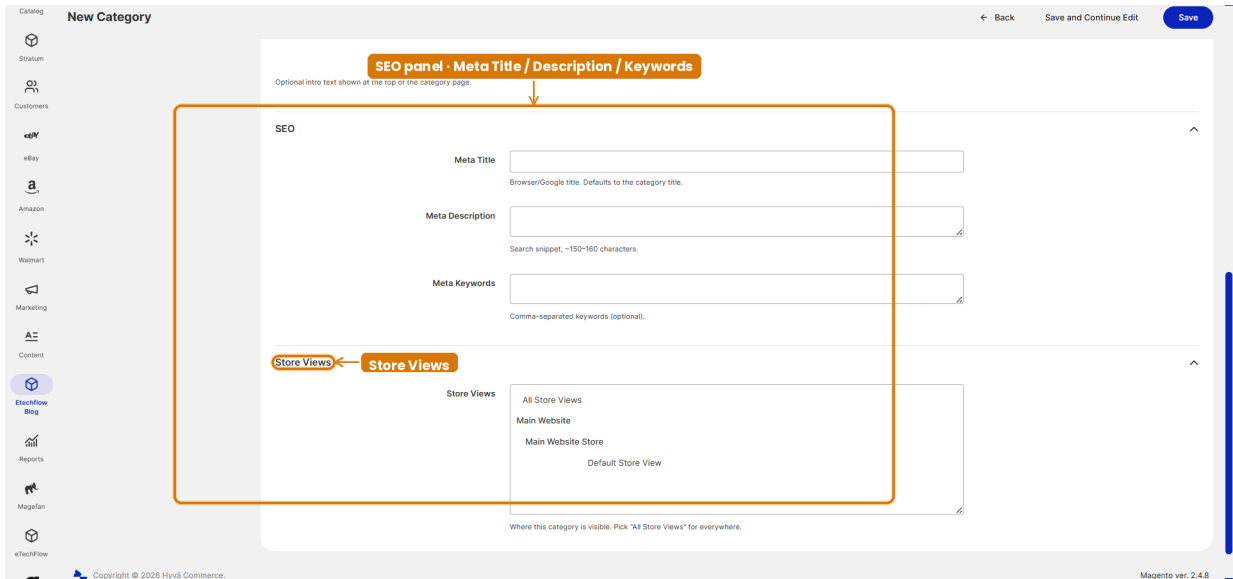 Catalog
New Category
Back
Save and Continue Edit
Save
Stratum
SEO panel · Meta Title / Description / Keywords
Optional intro text shown at the top of the category page.
Customers
SEO
ebay
eBay
Meta Title
Browser/Google title. Defaults to the category title.
a
Amazon
Meta Description
Search snippet, ~150–160 characters.
Walmart
Meta Keywords
Comma-separated keywords (optional).
Marketing
Content
Store Views
Store Views
Etechflow
Blog
Store Views
All Store Views
Main Website
Main Website Store
Default Store View
Reports
Magefan
Where this category is visible. Pick "All Store Views" for everywhere.
eTechFlow
Copyright © 2026 Hyvä Commerce.
Magento ver. 2.4.8